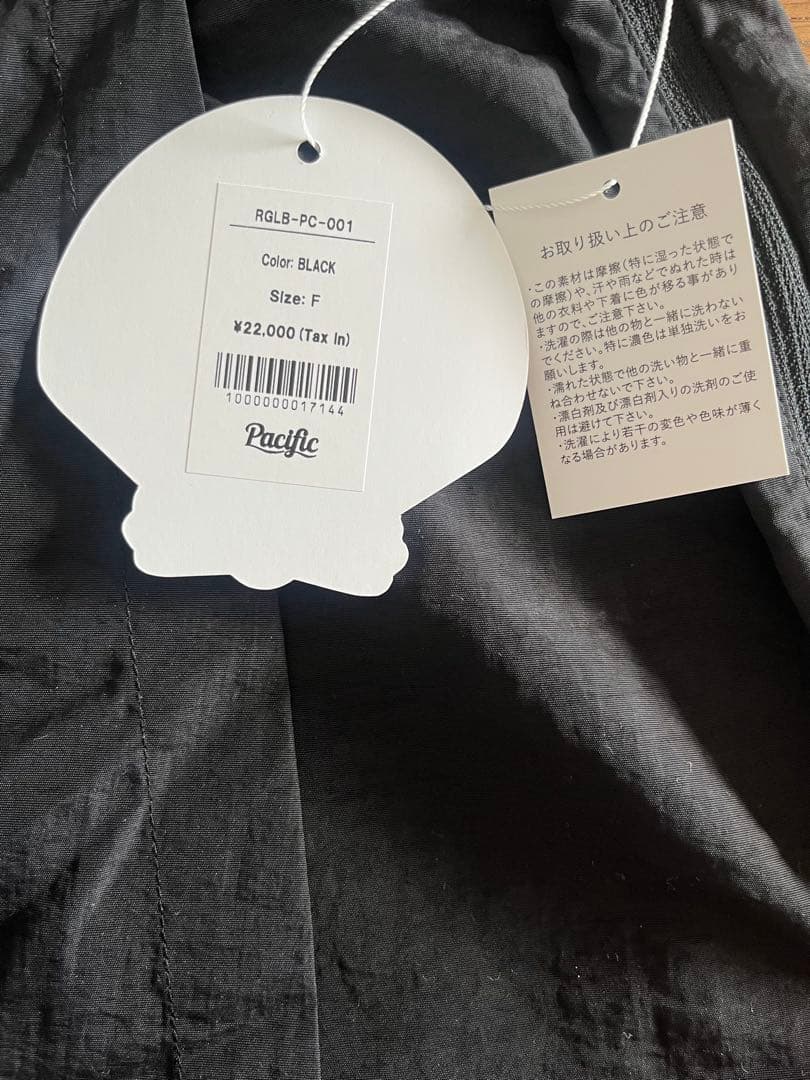 RGLB-PC-001
Color: BLACK
Size: F
¥22,000 (Tax In)
1000000017144
Pacific
お取り扱い上のご注意
・この素材は摩擦(特に湿った状態で
の摩擦)や、汗や雨などでぬれた時は
他の衣料や下着に色が移る事があり
ますので、ご注意下さい。
・洗濯の際は他の物と一緒に洗わない
でください。特に濃色は単独洗いをお
願いします。
・濡れた状態で他の洗い物と一緒に重
ね合わせないで下さい。
・漂白剤及び漂白剤入りの洗剤のご使
用は避けて下さい。
・洗濯により若干の変色や色味が薄く
なる場合があります。